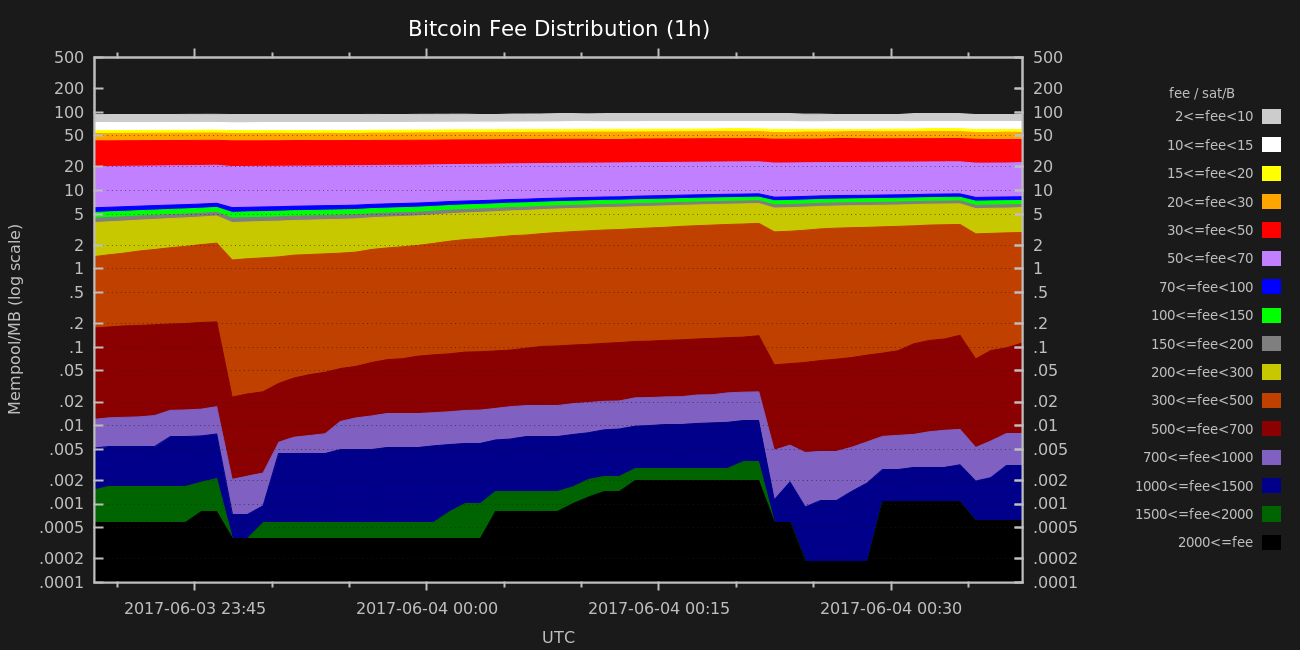 Bitcoin Fee Distribution (1h)
500 500
200 200
100 100
50 50
20 20
10 10
5 5
2 2
1 1
.5 .5
.2 .2
.1 .1
.05 .05
.02 .02
.01 .01
.005 .005
.002 .002
.001 .001
.0005 .0005
.0002 .0002
.0001 .0001
Mempool/MB (log scale)
2017-06-03 23:45 2017-06-04 00:00 2017-06-04 00:15 2017-06-04 00:30
UTC
fee / sat/B
2<=fee<10
10<=fee<15
15<=fee<20
20<=fee<30
30<=fee<50
50<=fee<70
70<=fee<100
100<=fee<150
150<=fee<200
200<=fee<300
300<=fee<500
500<=fee<700
700<=fee<1000
1000<=fee<1500
1500<=fee<2000
2000<=fee